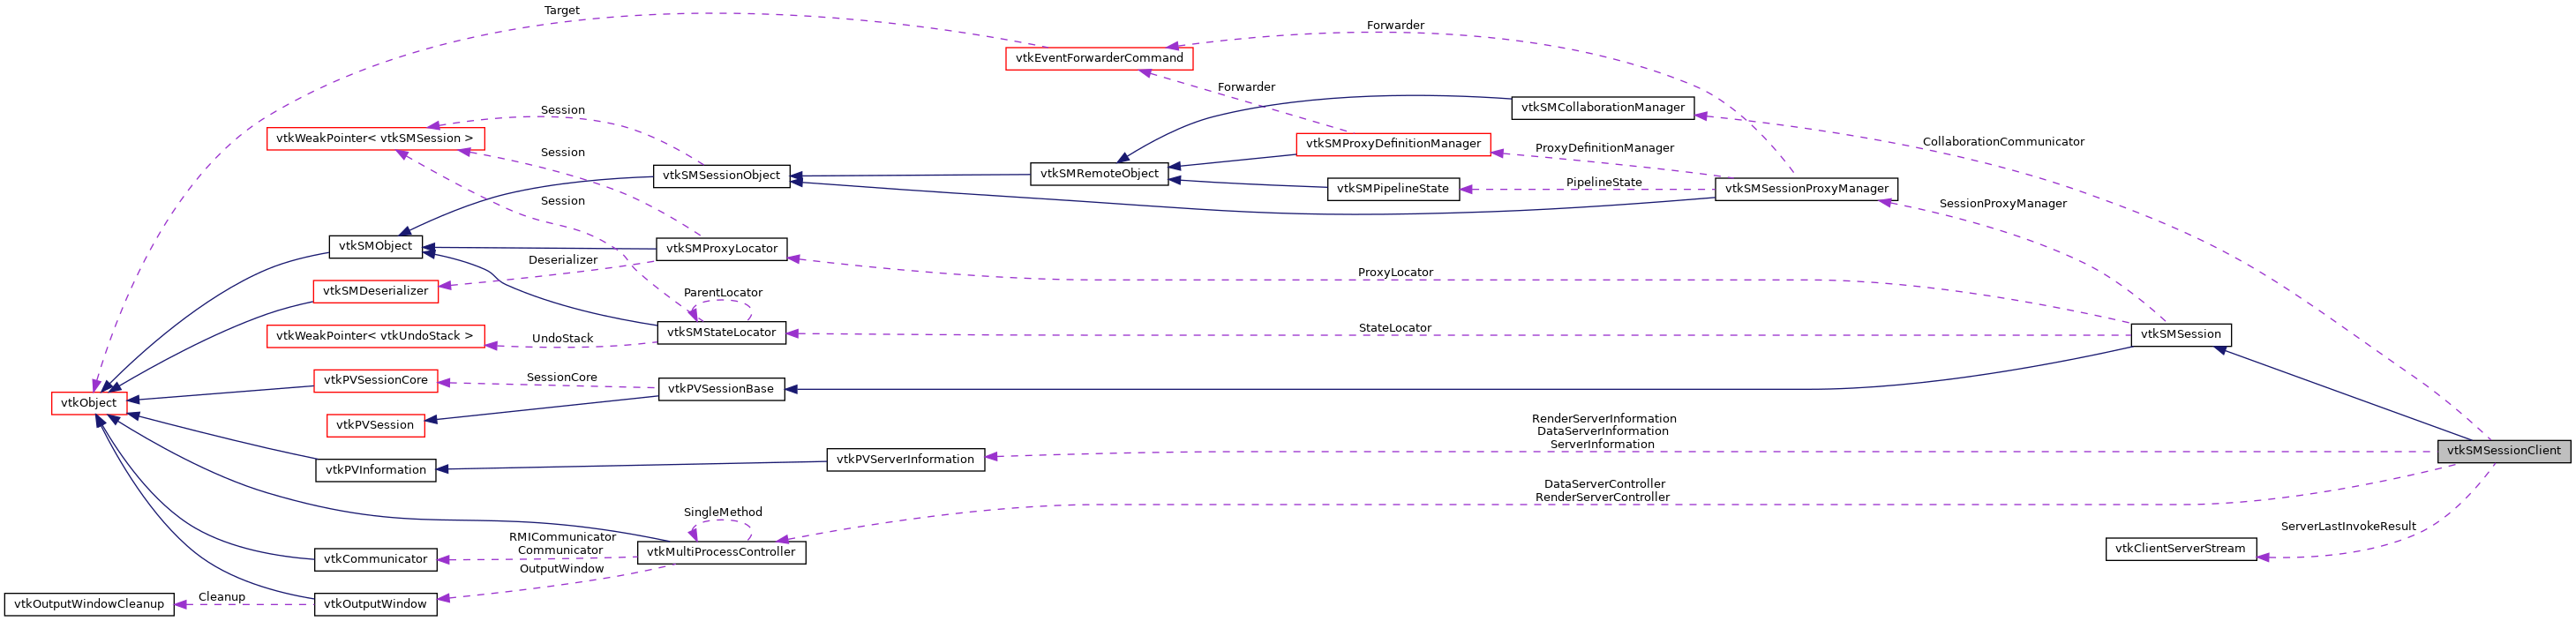 Target
Forwarder
vtkEventForwarderCommand
Forwarder
vtkSMCollaborationManager
Session
vtkWeakPointer< vtkSMSession >
vtkSMProxyDefinitionManager
CollaborationCommunicator
Session
ProxyDefinitionManager
vtkSMSessionObject
vtkSMRemoteObject
PipelineState
vtkSMPipelineState
vtkSMSessionProxyManager
Session
SessionProxyManager
vtkSMObject
vtkSMProxyLocator
Deserializer
ProxyLocator
vtkSMDeserializer
ParentLocator
vtkWeakPointer< vtkUndoStack >
UndoStack
vtkSMStateLocator
StateLocator
vtkSMSession
vtkPVSessionCore
SessionCore
vtkPVSessionBase
vtkObject
vtkPVSession
RenderServerInformation
DataServerInformation
ServerInformation
vtkSMSessionClient
vtkPVInformation
vtkPVServerInformation
DataServerController
RenderServerController
SingleMethod
ServerLastInvokeResult
RMICommunicator
Communicator
vtkMultiProcessController
vtkClientServerStream
vtkCommunicator
OutputWindow
vtkOutputWindowCleanup
Cleanup
vtkOutputWindow